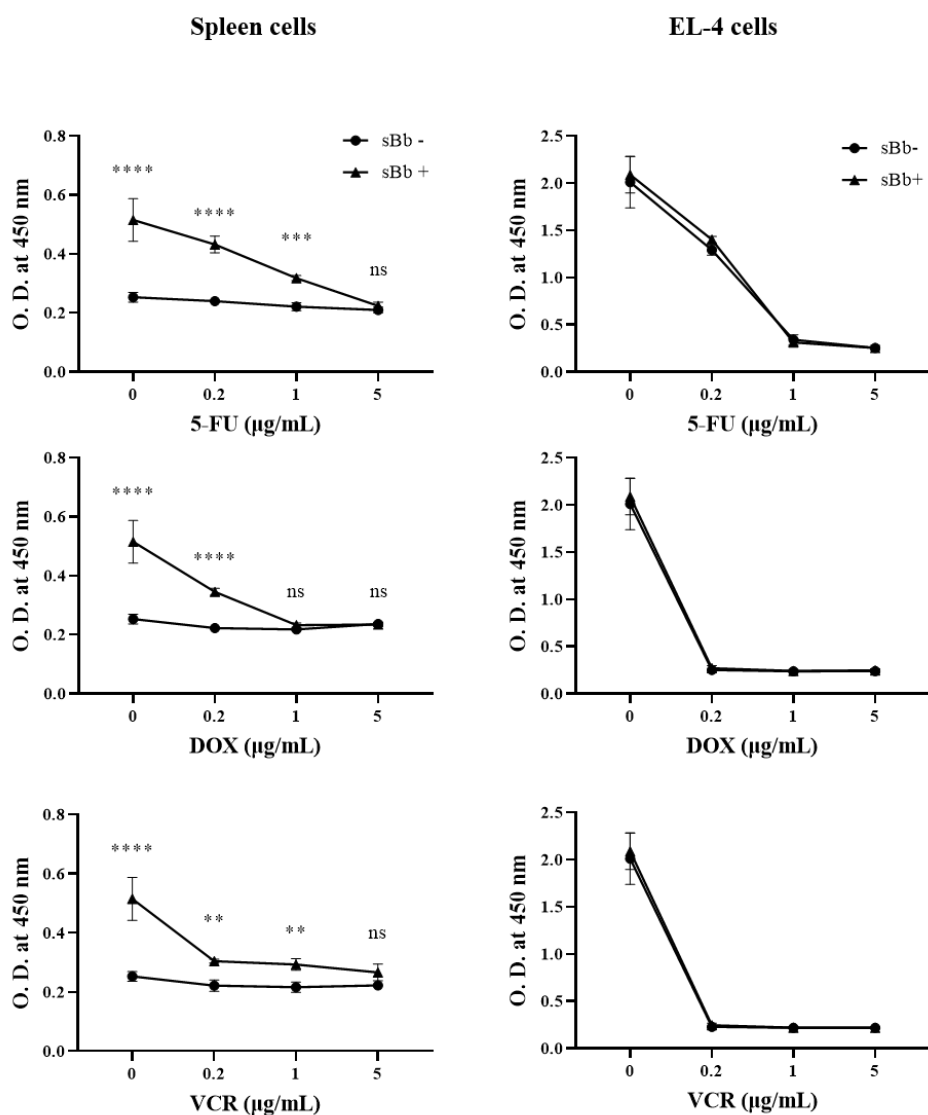 Spleen cells
EL-4 cells
0.8
0.6
0.4
0.2
0.0
O. D. at 450 nm
sBb -
sBb +
****
****
***
ns
0
0.2
1
5
5-FU (μg/mL)
2.5
2.0
1.5
1.0
0.5
0.0
O. D. at 450 nm
sBb-
sBb+
0
0.2
1
5
5-FU (μg/mL)
0.8
0.6
0.4
0.2
0.0
O. D. at 450 nm
****
****
ns
ns
0
0.2
1
5
DOX (μg/mL)
2.5
2.0
1.5
1.0
0.5
0.0
O. D. at 450 nm
0
0.2
1
5
DOX (μg/mL)
0.8
0.6
0.4
0.2
0.0
O. D. at 450 nm
****
**
**
ns
0
0.2
1
5
VCR (μg/mL)
2.5
2.0
1.5
1.0
0.5
0.0
O. D. at 450 nm
0
0.2
1
5
VCR (μg/mL)